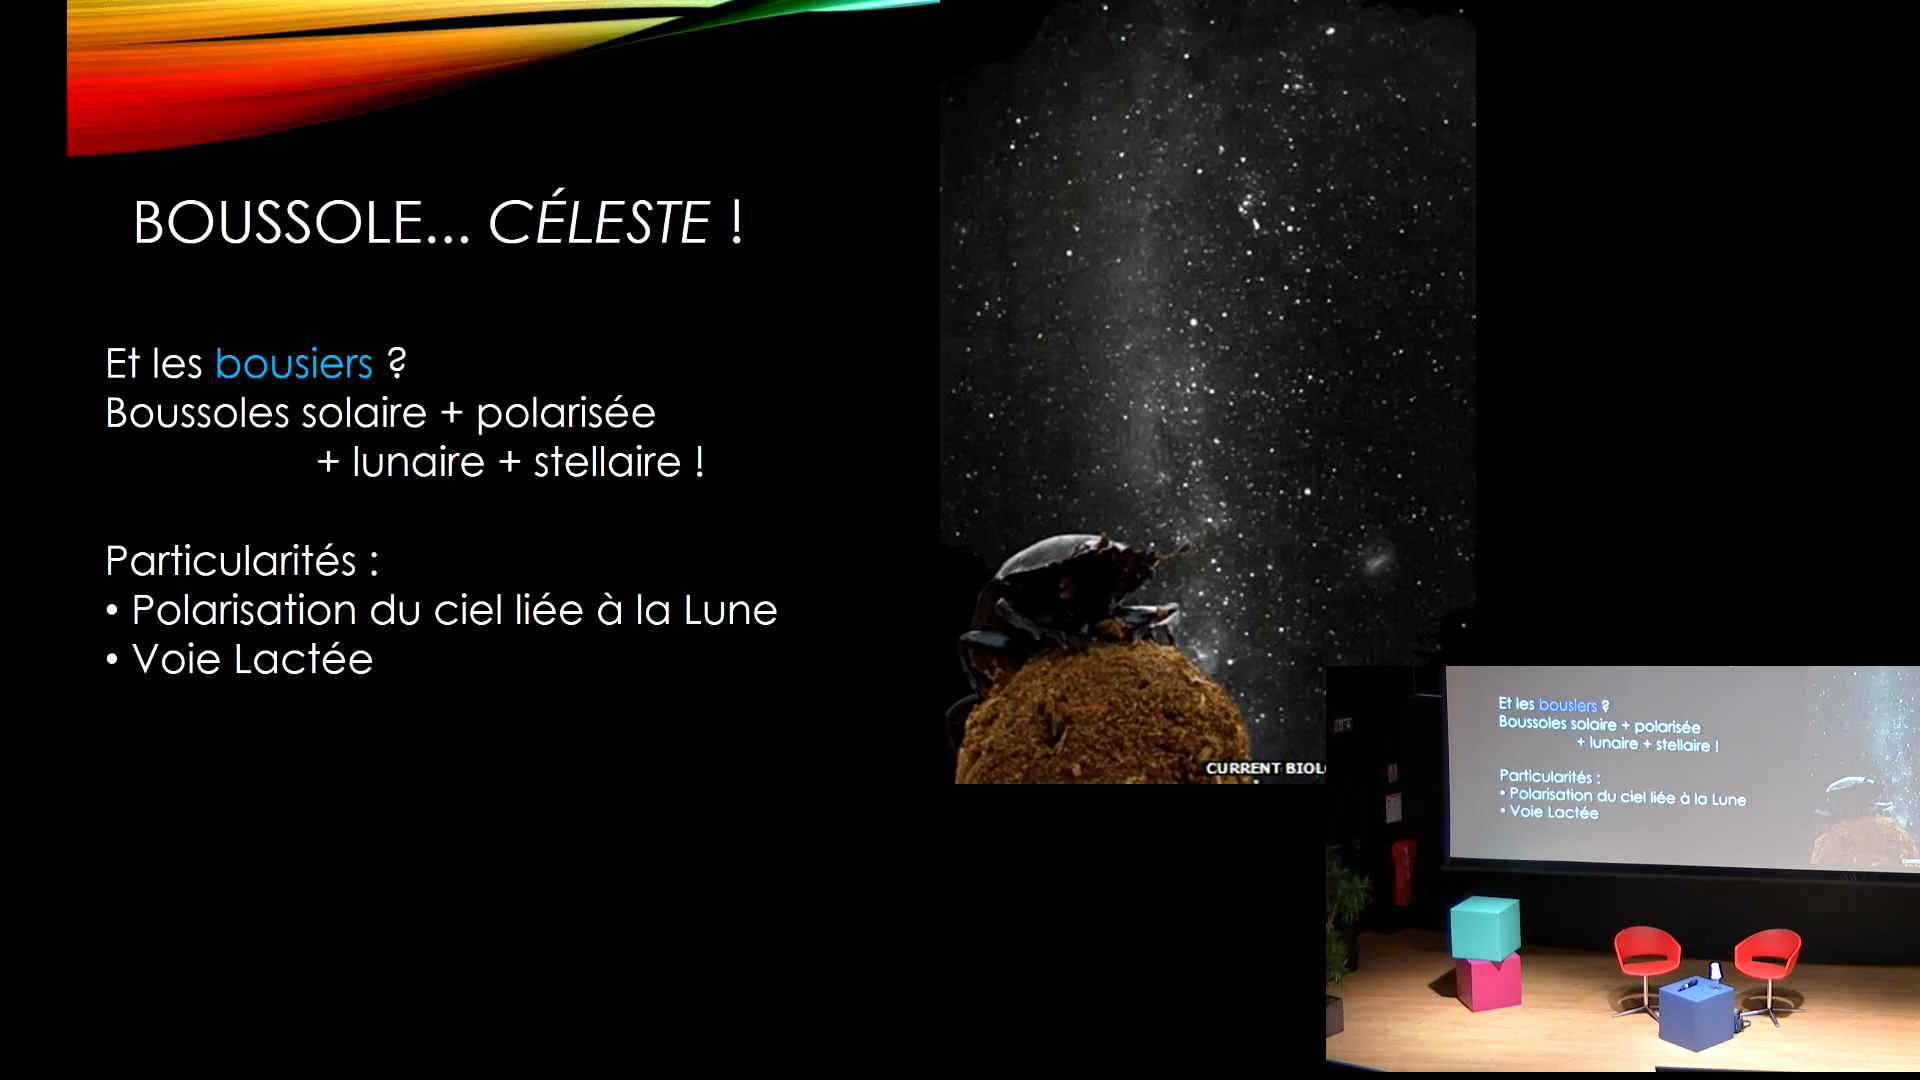 BOUSSOLE... CÉLESTE !
Et les bousiers ?
Boussoles solaire + polarisée
+ lunaire + stellaire !
Particularités :
• Polarisation du ciel liée à la Lune
• Voie Lactée
CURRENT BIOL
Et les bousiers ?
Boussoles solaire + polarisée
+ lunaire + stellaire !
Particularités :
• Polarisation du ciel liée à la Lune
• Voie Lactée